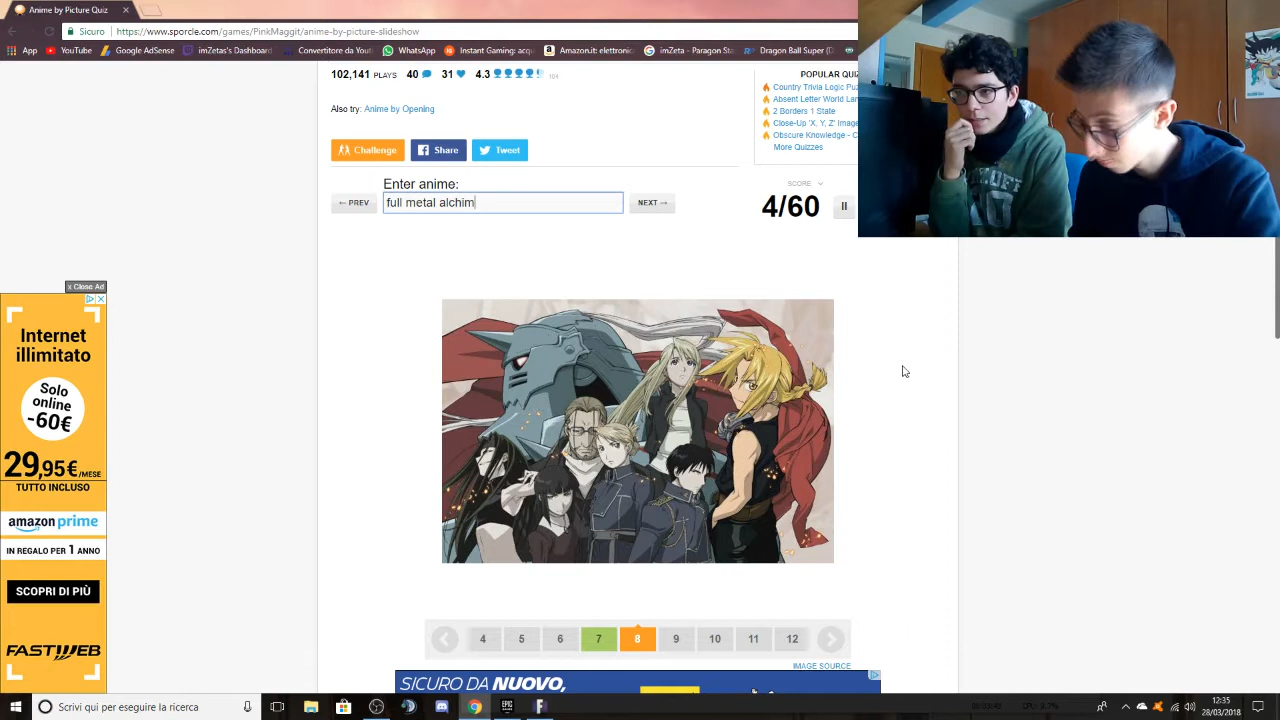 Anime by Picture Quiz
Sicuro | https://www.sporcle.com/games/PinkMaggit/anime-by-picture-slideshow
App Bookmarks YouTube Google AdSense imZeta's Dashboard Convertitore da Youtu WhatsApp Instant Gaming: acqu Amazon.it: elettronic imZeta - Paragon Sta Dragon Ball Super (D
102,141 PLAYS 40 31 4.3 104
POPULAR QUIZ
Country Trivia Logic Puz
Absent Letter World Lan
2 Borders 1 State
Close-Up 'X, Y, Z' Image
Obscure Knowledge - C
More Quizzes
Also try: Anime by Opening
Challenge Share Tweet
Enter anime:
← PREV full metal alchim NEXT →
SCORE
4/60
x Close Ad
Internet
illimitato
Solo
online
-60€
29,95€/MESE
TUTTO INCLUSO
amazon prime
IN REGALO PER 1 ANNO
SCOPRI DI PIÙ
FASTWEB
4 5 6 7 8 9 10 11 12
IMAGE SOURCE
SICURO DA NUOVO,
Scrivi qui per eseguire la ricerca
EPIC
12:35
28/03/2018